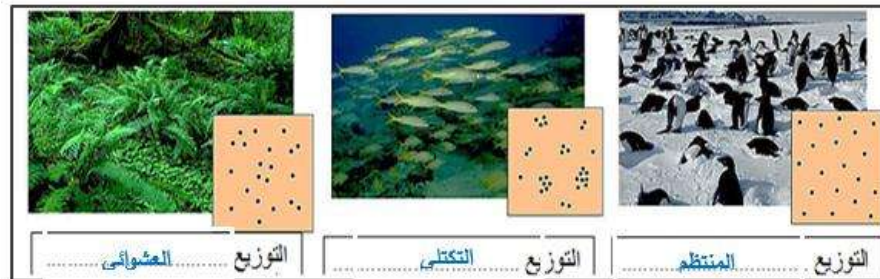 التوزيع المنتظم
التوزيع التكتلي
التوزيع العشوائي